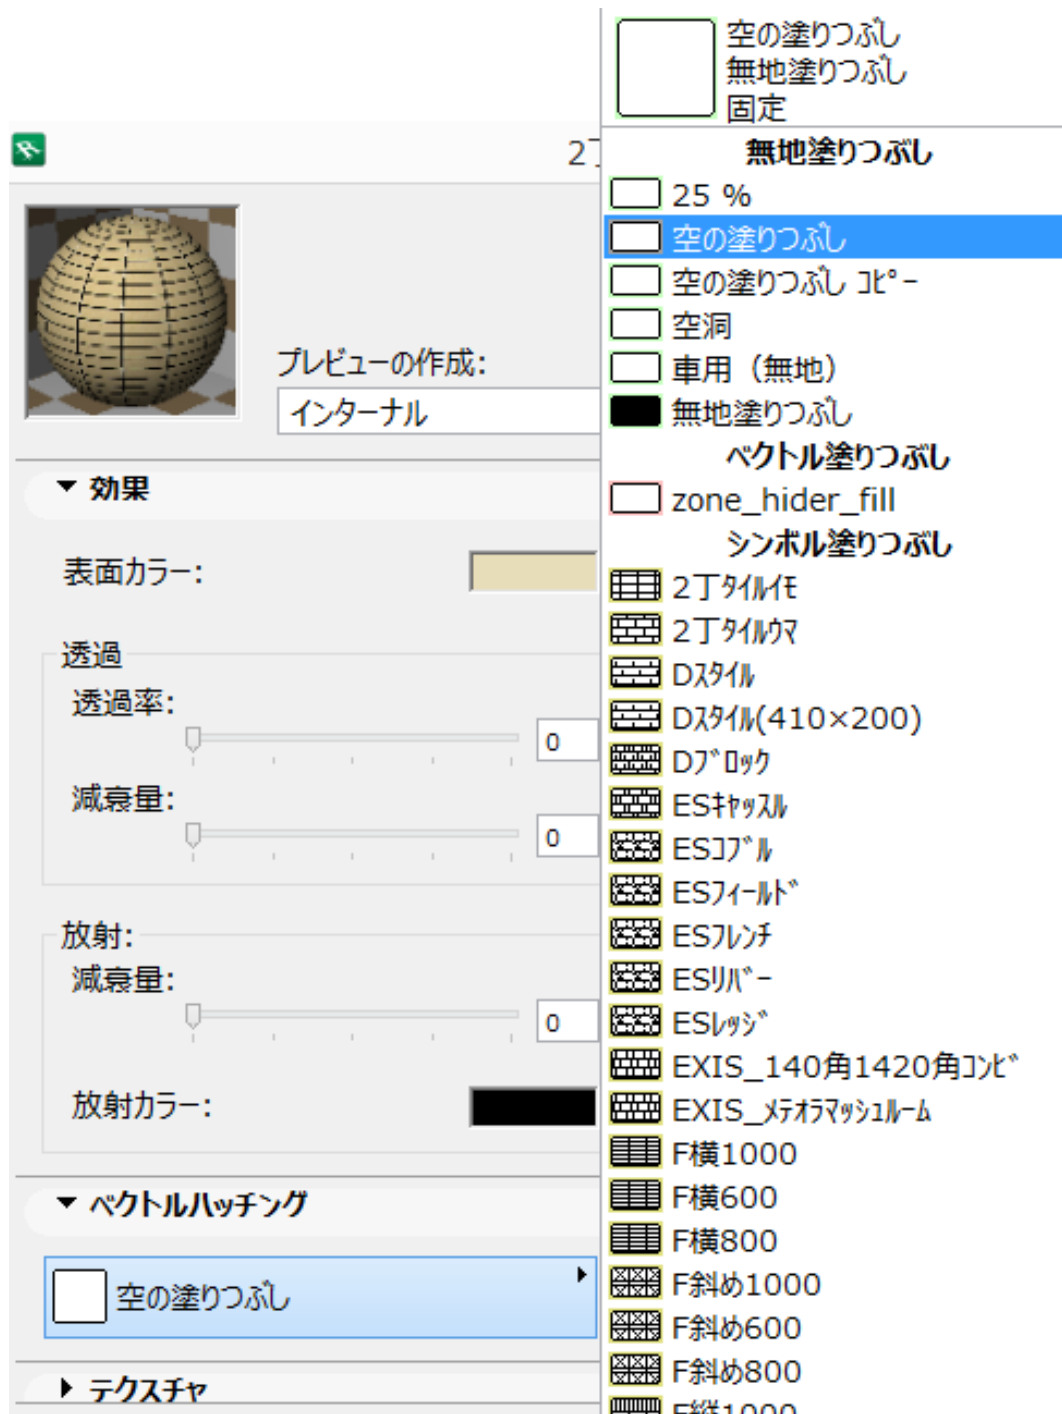 空の塗りつぶし
無地塗りつぶし
固定
2丁
プレビューの作成:
インターナル
効果
表面カラー:
透過
透過率:
0
減衰量:
0
放射:
減衰量:
0
放射カラー:
ベクトルハッチング
空の塗りつぶし
テクスチャ
無地塗りつぶし
25 %
空の塗りつぶし
空の塗りつぶし ｺﾋﾟｰ
空洞
車用（無地）
無地塗りつぶし
ベクトル塗りつぶし
zone_hider_fill
シンボル塗りつぶし
2丁ﾀｲﾙｲﾓ
2丁ﾀｲﾙｳﾏ
Dｽﾀｲﾙ
Dｽﾀｲﾙ(410×200)
Dﾌﾞﾛｯｸ
ESｷｬｯｽﾙ
ESｺﾌﾞﾙ
ESﾌｨｰﾙﾄﾞ
ESﾌﾚﾝﾁ
ESﾘﾊﾞｰ
ESﾚｯｼﾞ
EXIS_140角1420角ｺﾝﾋﾞ
EXIS_ﾒﾃｵﾗﾏｯｼｭﾙｰﾑ
F横1000
F横600
F横800
F斜め1000
F斜め600
F斜め800
F縦1000